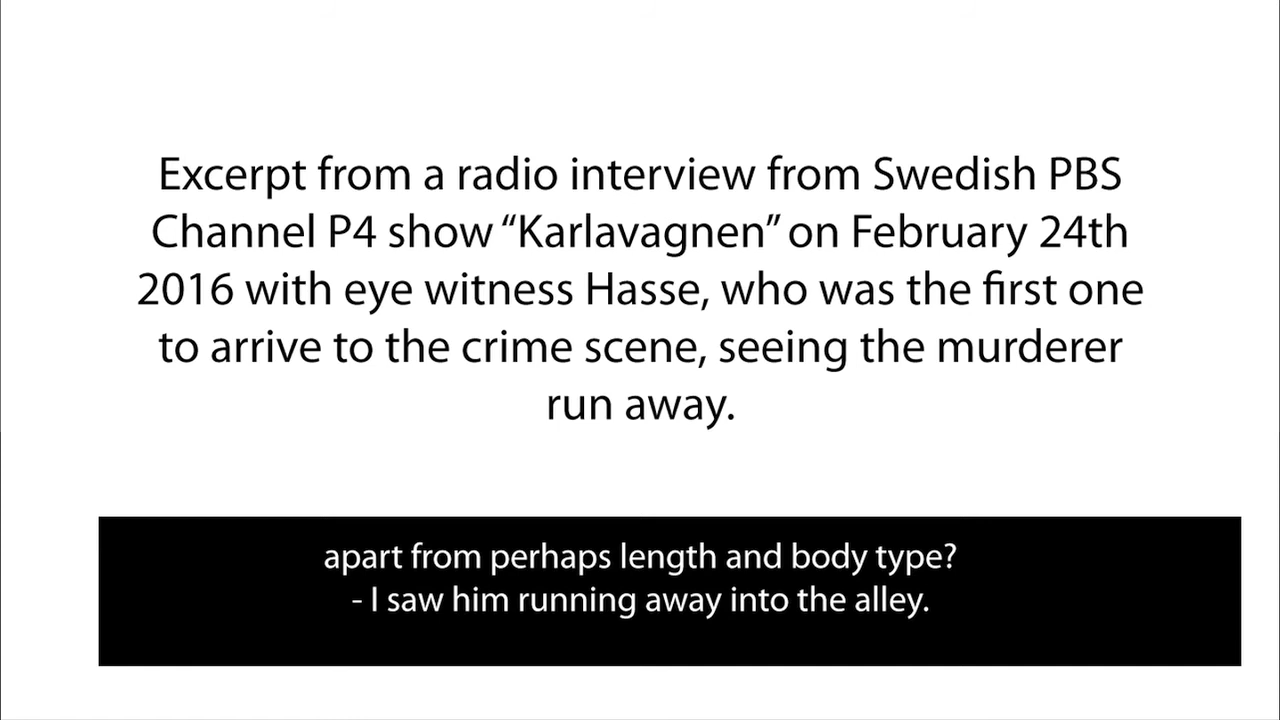 Excerpt from a radio interview from Swedish PBS
Channel P4 show “Karlavagnen” on February 24th
2016 with eye witness Hasse, who was the first one
to arrive to the crime scene, seeing the murderer
run away.
apart from perhaps length and body type?
- I saw him running away into the alley.